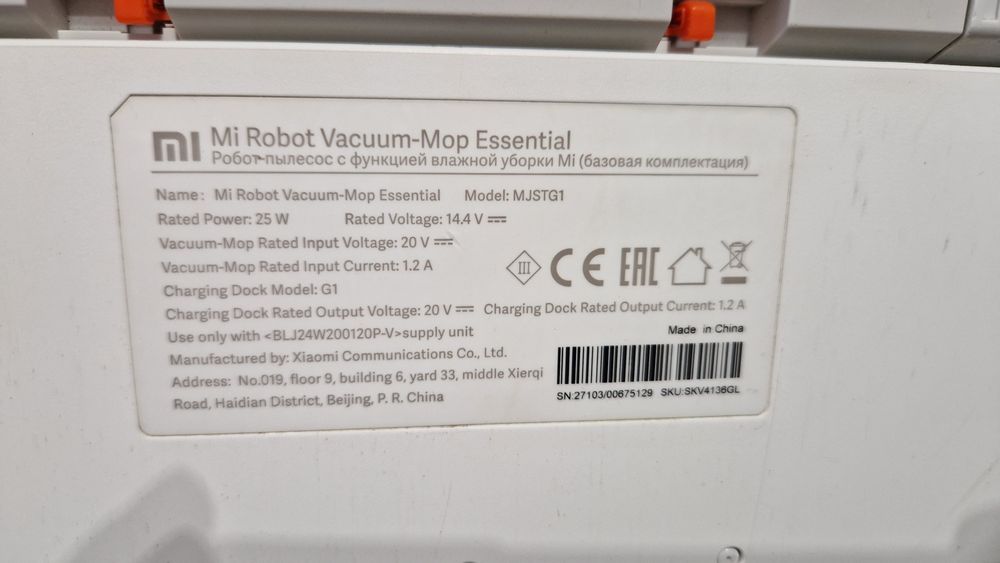 mi Mi Robot Vacuum-Mop Essential
Робот-пылесос с функцией влажной уборки Mi (базовая комплектация)
Name: Mi Robot Vacuum-Mop Essential Model: MJSTG1
Rated Power: 25 W Rated Voltage: 14.4 V ⎓
Vacuum-Mop Rated Input Voltage: 20 V ⎓
Vacuum-Mop Rated Input Current: 1.2 A
III CE EAC
Charging Dock Model: G1
Charging Dock Rated Output Voltage: 20 V ⎓ Charging Dock Rated Output Current: 1.2 A
Use only with <BLJ24W200120P-V>supply unit
Made in China
Manufactured by: Xiaomi Communications Co., Ltd.
Address: No.019, floor 9, building 6, yard 33, middle Xierqi
Road, Haidian District, Beijing, P. R. China
SN:27103/00675129 SKU:SKV4136GL